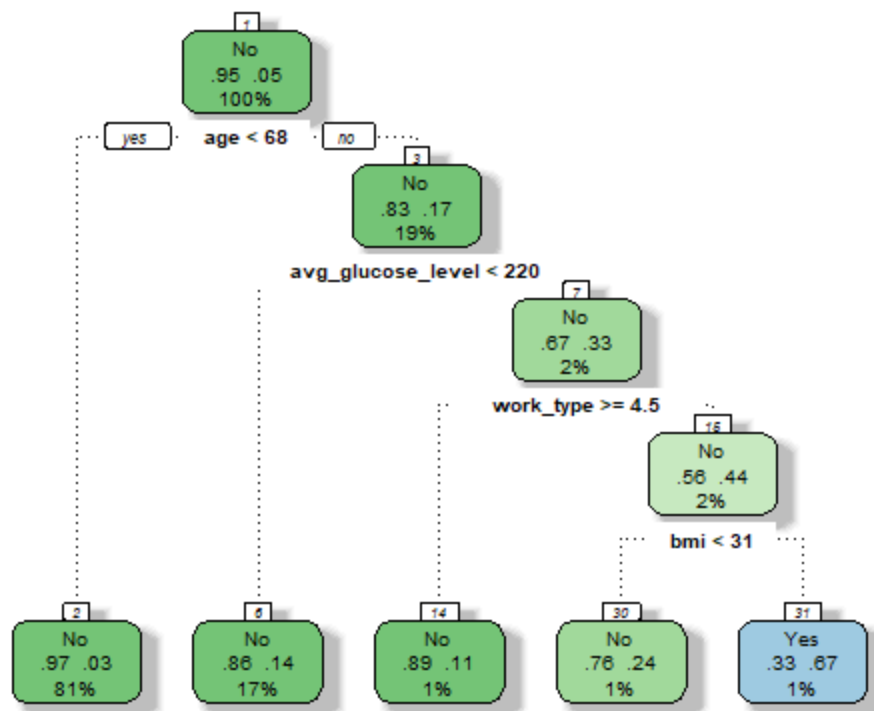 1
No
.95 .05
100%
yes age < 68 no
3
No
.83 .17
19%
avg_glucose_level < 220
7
No
.67 .33
2%
work_type >= 4.5
15
No
.56 .44
2%
bmi < 31
2
No
.97 .03
81%
6
No
.86 .14
17%
14
No
.89 .11
1%
30
No
.76 .24
1%
31
Yes
.33 .67
1%